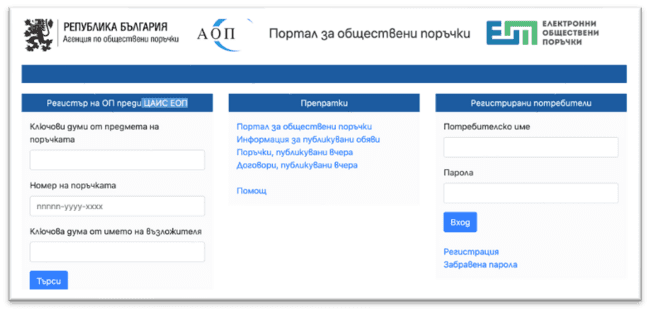 РЕПУБЛИКА БЪЛГАРИЯ
Агенция по обществени поръчки
АОП
Портал за обществени поръчки
ЕОП
ЕЛЕКТРОННИ
ОБЩЕСТВЕНИ
ПОРЪЧКИ
Регистър на ОП преди ЦАИС ЕОП
Ключови думи от предмета на
поръчката
Номер на поръчката
nnnnn-yyyy-xxxx
Ключова дума от името на възложителя
Търси
Препратки
Портал за обществени поръчки
Информация за публикувани обяви
Поръчки, публикувани вчера
Договори, публикувани вчера
Помощ
Регистрирани потребители
Потребителско име
Парола
Вход
Регистрация
Забравена парола